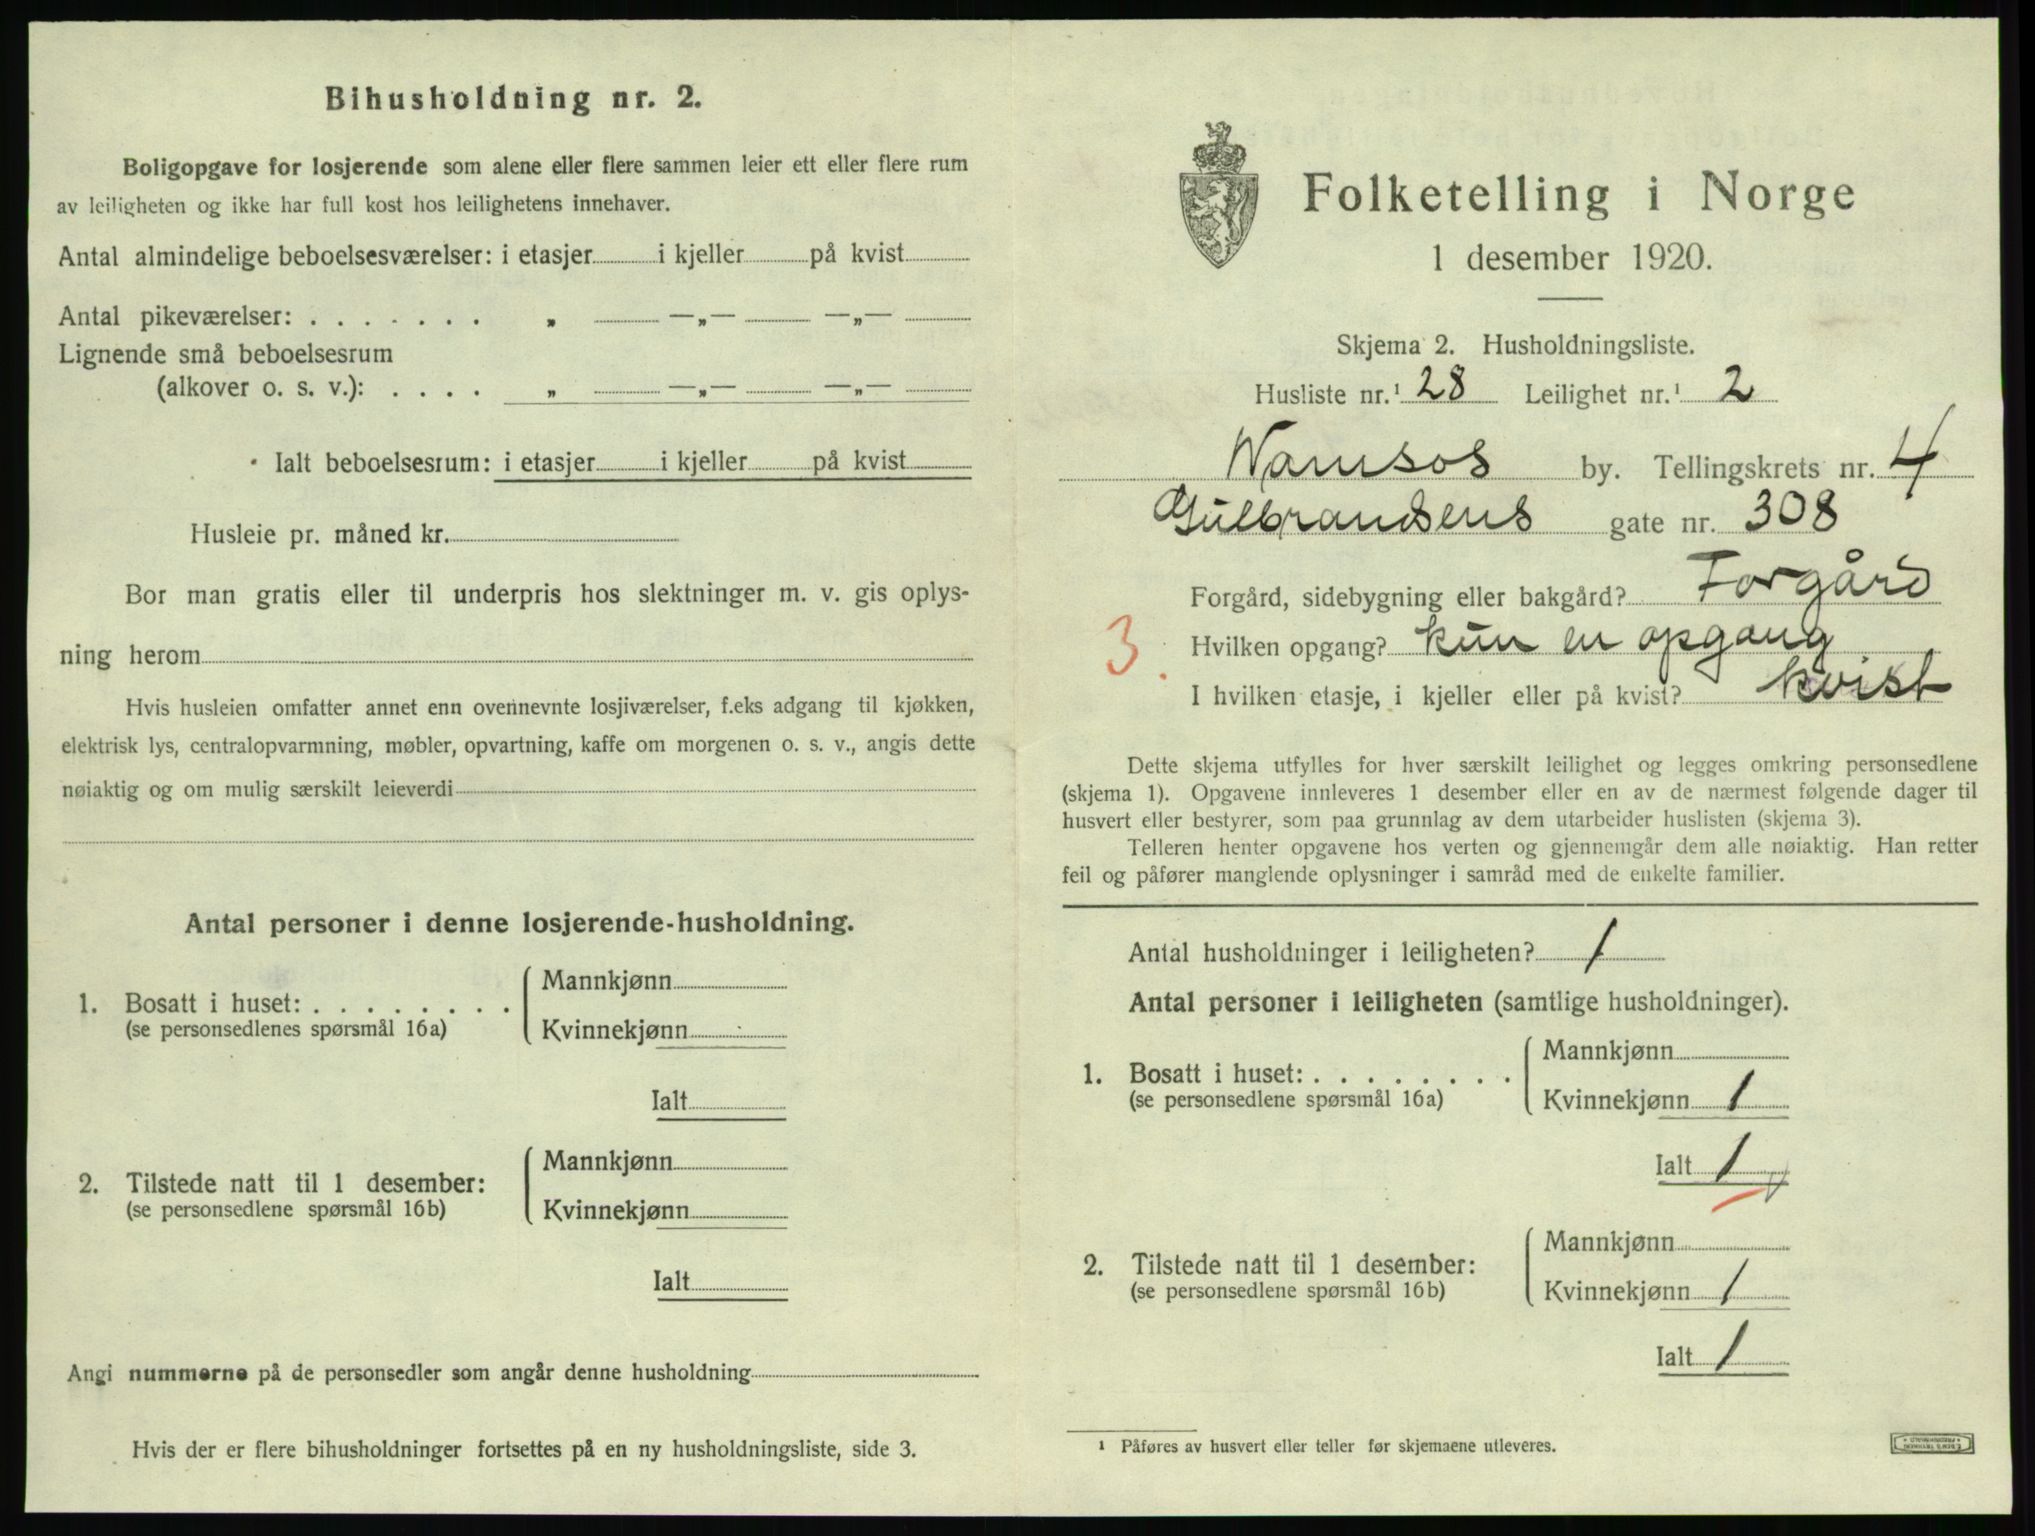 Bihusholdning nr. 2.
Boligopgave for losjerende som alene eller flere sammen leier ett eller flere rum
av leiligheten og ikke har full kost hos leilighetens innehaver.
Antal almindelige beboelsesværelser: i etasjer i kjeller på kvist
Antal pikeværelser: . . . . . . . „ —„— —„—
Lignende små beboelsesrum
(alkover o. s. v.): . . . . „ —„— —„—
Ialt beboelsesrum: i etasjer i kjeller på kvist
Husleie pr. måned kr.
Bor man gratis eller til underpris hos slektninger m. v. gis oplys-
ning herom
Hvis husleien omfatter annet enn ovennevnte losjiværelser, f.eks adgang til kjøkken,
elektrisk lys, centralopvarmning, møbler, opvartning, kaffe om morgenen o. s. v., angis dette
nøiaktig og om mulig særskilt leieverdi
Antal personer i denne losjerende-husholdning.
1. Bosatt i huset: . . . . . . . .
(se personsedlenes spørsmål 16a)
Mannkjønn
Kvinnekjønn
Ialt
2. Tilstede natt til 1 desember:
(se personsedlene spørsmål 16b)
Mannkjønn
Kvinnekjønn
Ialt
Angi nummerne på de personsedler som angår denne husholdning
Hvis der er flere bihusholdninger fortsettes på en ny husholdningsliste, side 3.
Folketelling i Norge
1 desember 1920.
Skjema 2. Husholdningsliste.
Husliste nr.¹ 28 Leilighet nr.¹ 2
Namsos by. Tellingskrets nr. 4
Gulbrandsens gate nr. 308
Forgård, sidebygning eller bakgård? Forgård
3. Hvilken opgang? kun en opgang
I hvilken etasje, i kjeller eller på kvist? kvist
Dette skjema utfylles for hver særskilt leilighet og legges omkring personsedlene
(skjema 1). Opgavene innleveres 1 desember eller en av de nærmest følgende dager til
husvert eller bestyrer, som paa grunnlag av dem utarbeider huslisten (skjema 3).
Telleren henter opgavene hos verten og gjennemgår dem alle nøiaktig. Han retter
feil og påfører manglende oplysninger i samråd med de enkelte familier.
Antal husholdninger i leiligheten? 1
Antal personer i leiligheten (samtlige husholdninger).
1. Bosatt i huset: . . . . . . . .
(se personsedlene spørsmål 16a)
Mannkjønn
Kvinnekjønn 1
Ialt 1
2. Tilstede natt til 1 desember:
(se personsedlene spørsmål 16b)
Mannkjønn
Kvinnekjønn 1
Ialt 1
¹ Påføres av husvert eller teller før skjemaene utleveres.